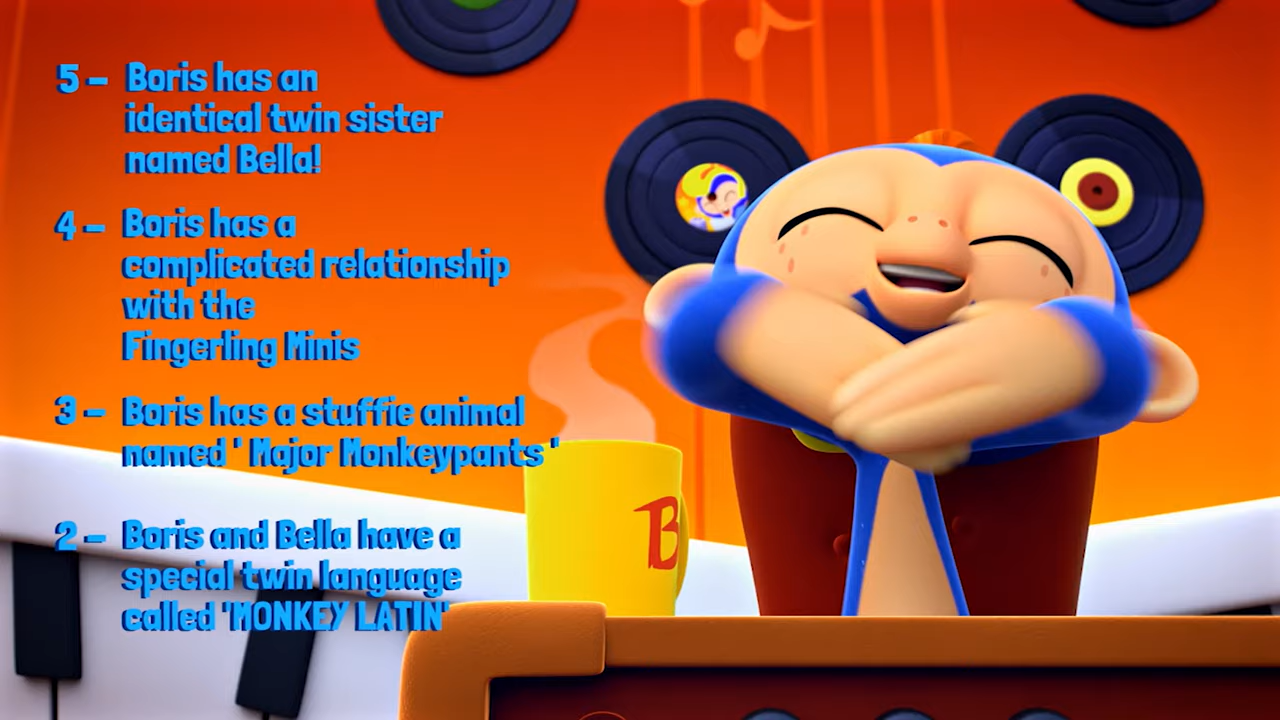 5 – Boris has an
identical twin sister
named Bella!
4 – Boris has a
complicated relationship
with the
Fingerling Minis
3 – Boris has a stuffie animal
named ' Major Monkeypants '
2 – Boris and Bella have a
special twin language
called 'MONKEY LATIN'
B